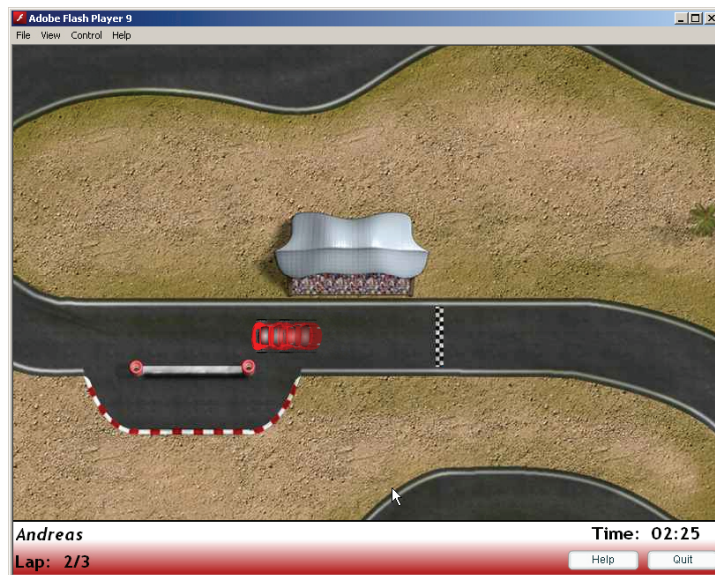 Adobe Flash Player 9
File View Control Help
Andreas
Time: 02:25
Lap: 2/3
Help Quit